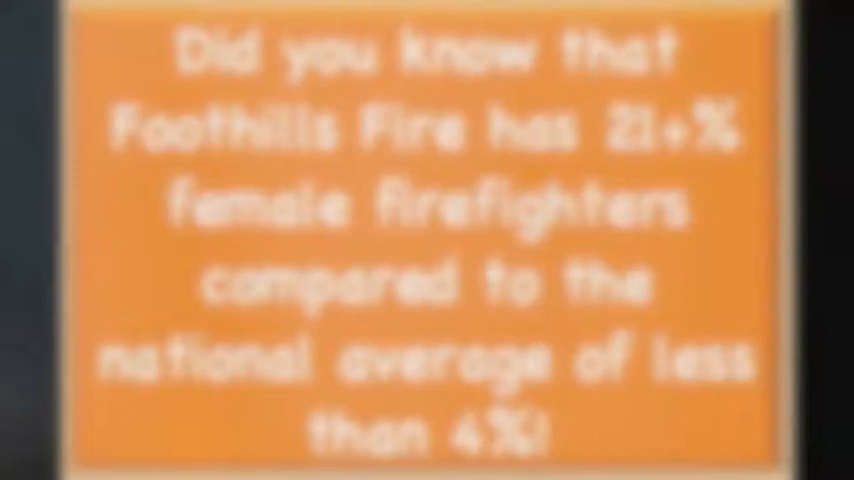 Did you know that
Foothills Fire has 21+%
female firefighters
compared to the
national average of less
than 4%!